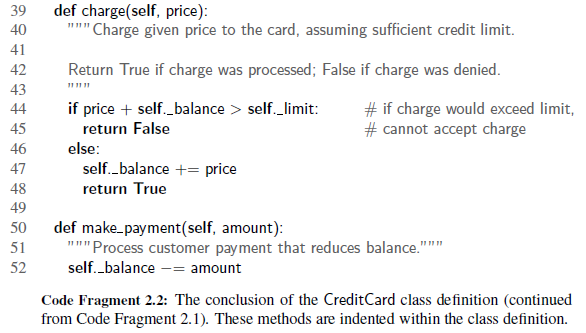 39 def charge(self, price):
40 """Charge given price to the card, assuming sufficient credit limit.
41
42 Return True if charge was processed; False if charge was denied.
43 """
44 if price + self._balance > self._limit: # if charge would exceed limit,
45 return False # cannot accept charge
46 else:
47 self._balance += price
48 return True
49
50 def make_payment(self, amount):
51 """Process customer payment that reduces balance."""
52 self._balance −= amount
Code Fragment 2.2: The conclusion of the CreditCard class definition (continued
from Code Fragment 2.1). These methods are indented within the class definition.